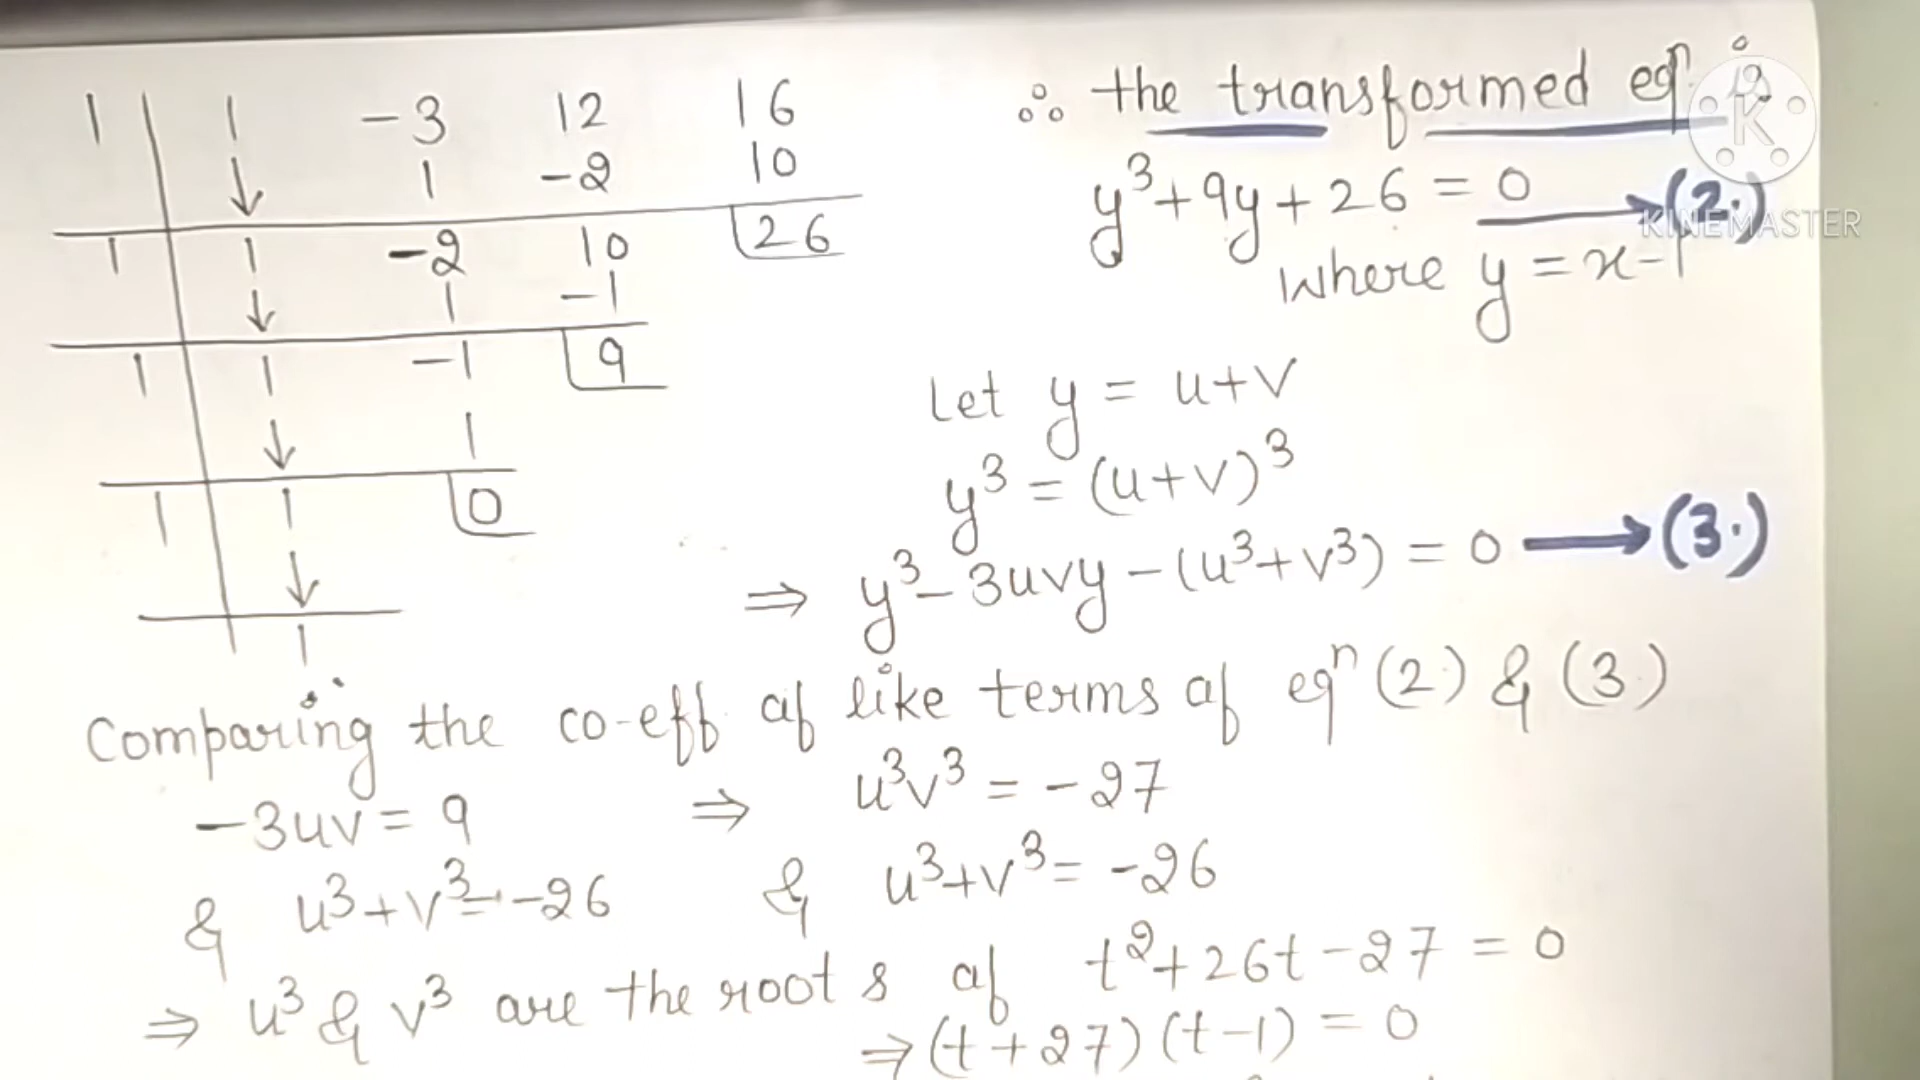 1 | 1 -3 12 16
↓ 1 -2 10
1 | 1 -2 10 26
↓ 1 -1
1 | 1 -1 9
↓ 1
1 | 1 0
↓
1
∴ the transformed eqⁿ is
y³+9y+26 = 0 → (2.)
where y = x-1
KINEMASTER
Let y = u+v
y³ = (u+v)³
⇒ y³-3uvy-(u³+v³) = 0 → (3.)
Comparing the co-eff of like terms of eqⁿ (2.) & (3.)
-3uv = 9 ⇒ u³v³ = -27
& u³+v³ = -26 & u³+v³ = -26
⇒ u³ & v³ are the roots of t²+26t-27 = 0
⇒ (t+27)(t-1) = 0